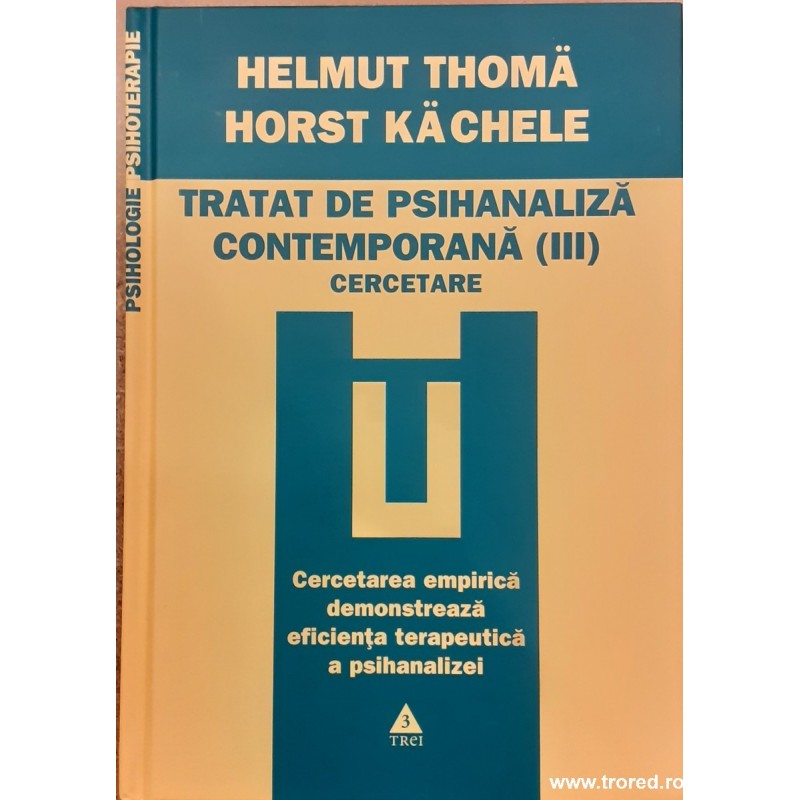 HELMUT THOMÄ
HORST KÄCHELE
TRATAT DE PSIHANALIZĂ
CONTEMPORANĂ (III)
CERCETARE
Cercetarea empirică
demonstrează
eficienţa terapeutică
a psihanalizei
3
TREI
PSIHOLOGIE PSIHOTERAPIE
www.trored.ro